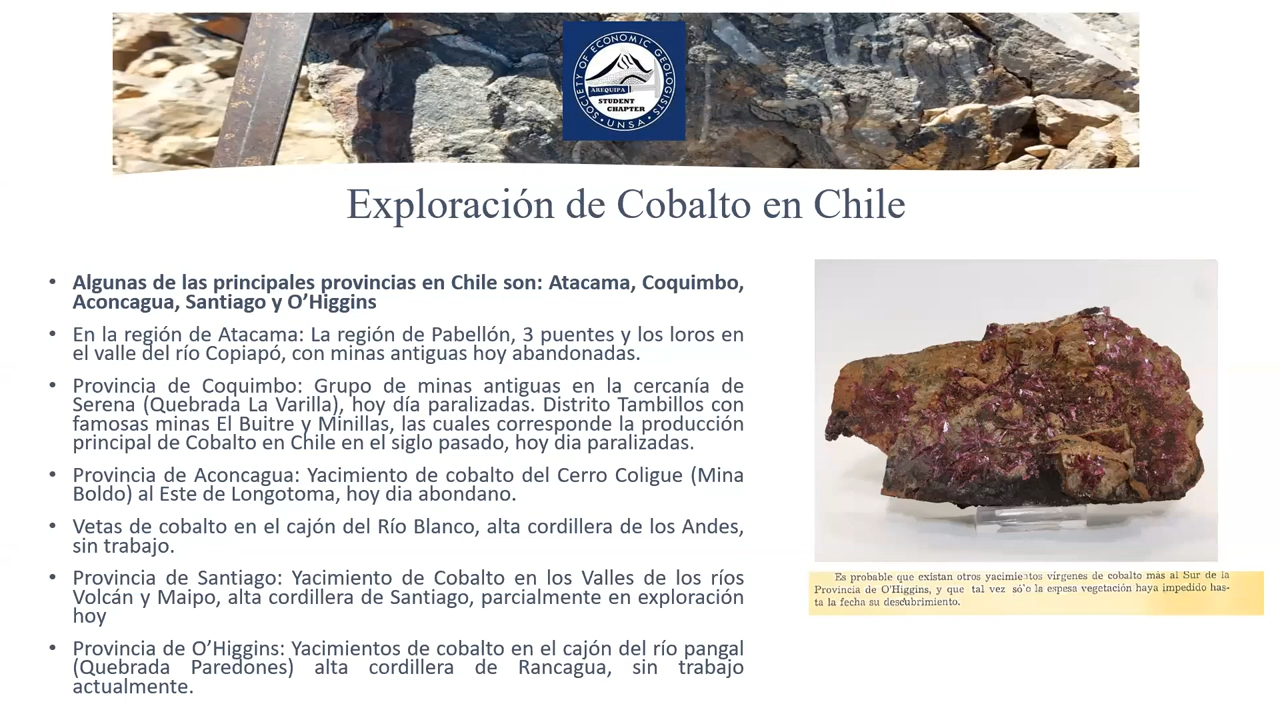 SOCIETY OF ECONOMIC GEOLOGISTS
AREQUIPA
STUDENT
CHAPTER
UNSA
Exploración de Cobalto en Chile
• Algunas de las principales provincias en Chile son: Atacama, Coquimbo,
Aconcagua, Santiago y O’Higgins
• En la región de Atacama: La región de Pabellón, 3 puentes y los loros en
el valle del río Copiapó, con minas antiguas hoy abandonadas.
• Provincia de Coquimbo: Grupo de minas antiguas en la cercanía de
Serena (Quebrada La Varilla), hoy día paralizadas. Distrito Tambillos con
famosas minas El Buitre y Minillas, las cuales corresponde la producción
principal de Cobalto en Chile en el siglo pasado, hoy dia paralizadas.
• Provincia de Aconcagua: Yacimiento de cobalto del Cerro Coligue (Mina
Boldo) al Este de Longotoma, hoy dia abondano.
• Vetas de cobalto en el cajón del Río Blanco, alta cordillera de los Andes,
sin trabajo.
• Provincia de Santiago: Yacimiento de Cobalto en los Valles de los ríos
Volcán y Maipo, alta cordillera de Santiago, parcialmente en exploración
hoy
• Provincia de O’Higgins: Yacimientos de cobalto en el cajón del río pangal
(Quebrada Paredones) alta cordillera de Rancagua, sin trabajo
actualmente.
Es probable que existan otros yacimientos vírgenes de cobalto más al Sur de la
Provincia de O'Higgins, y que tal vez sólo la espesa vegetación haya impedido has-
ta la fecha su descubrimiento.